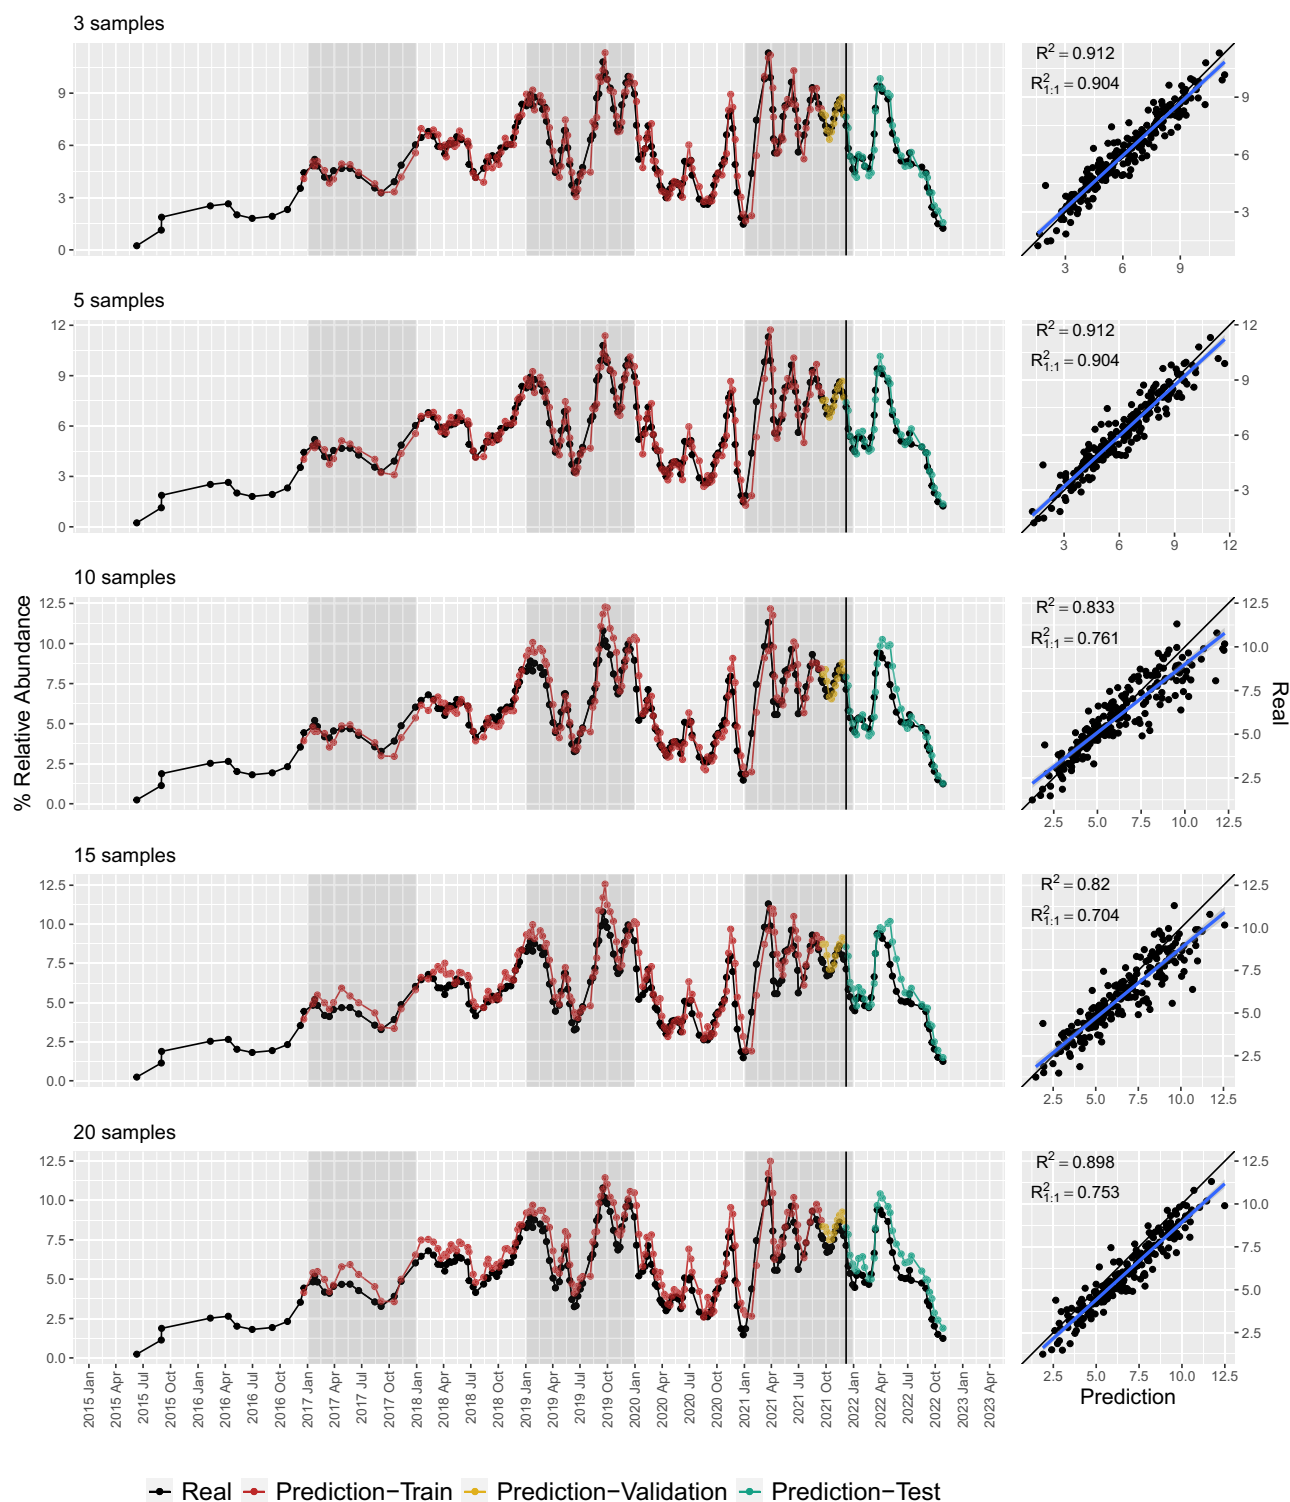 3 samples
9
6
3
0
R² = 0.912
R²1:1 = 0.904
9
6
3
3 6 9
5 samples
12
9
6
3
0
R² = 0.912
R²1:1 = 0.904
12
9
6
3
3 6 9 12
10 samples
12.5
10.0
7.5
5.0
2.5
0.0
% Relative Abundance
R² = 0.833
R²1:1 = 0.761
12.5
10.0
7.5
5.0
2.5
Real
2.5 5.0 7.5 10.0 12.5
15 samples
12.5
10.0
7.5
5.0
2.5
0.0
R² = 0.82
R²1:1 = 0.704
12.5
10.0
7.5
5.0
2.5
2.5 5.0 7.5 10.0 12.5
20 samples
12.5
10.0
7.5
5.0
2.5
0.0
R² = 0.898
R²1:1 = 0.753
12.5
10.0
7.5
5.0
2.5
2.5 5.0 7.5 10.0 12.5
Prediction
2015 Jan
2015 Apr
2015 Jul
2015 Oct
2016 Jan
2016 Apr
2016 Jul
2016 Oct
2017 Jan
2017 Apr
2017 Jul
2017 Oct
2018 Jan
2018 Apr
2018 Jul
2018 Oct
2019 Jan
2019 Apr
2019 Jul
2019 Oct
2020 Jan
2020 Apr
2020 Jul
2020 Oct
2021 Jan
2021 Apr
2021 Jul
2021 Oct
2022 Jan
2022 Apr
2022 Jul
2022 Oct
2023 Jan
2023 Apr
Real Prediction−Train Prediction−Validation Prediction−Test